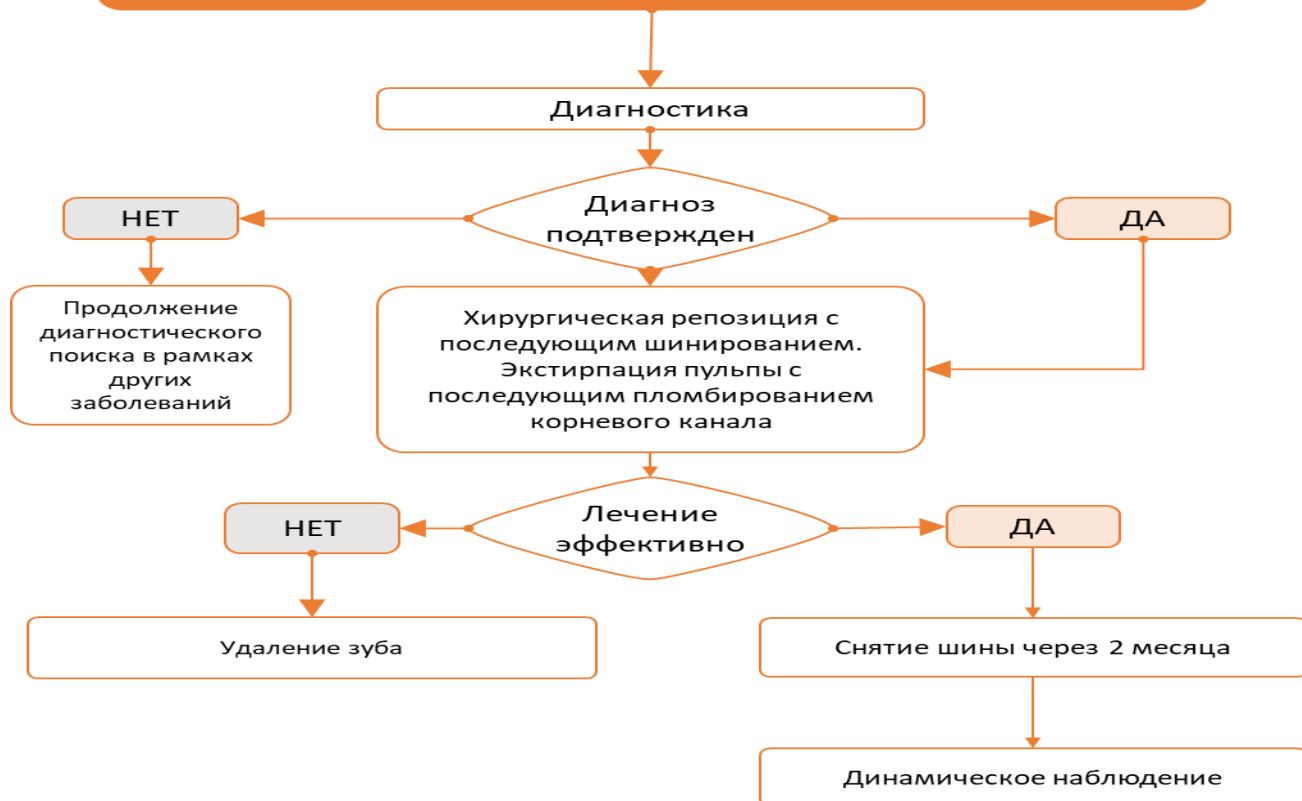 Диагностика
Диагноз
подтвержден
НЕТ
ДА
Продолжение
диагностического
поиска в рамках
других
заболеваний
Хирургическая репозиция с
последующим шинированием.
Экстирпация пульпы с
последующим пломбированием
корневого канала
Лечение
эффективно
НЕТ
ДА
Удаление зуба
Снятие шины через 2 месяца
Динамическое наблюдение